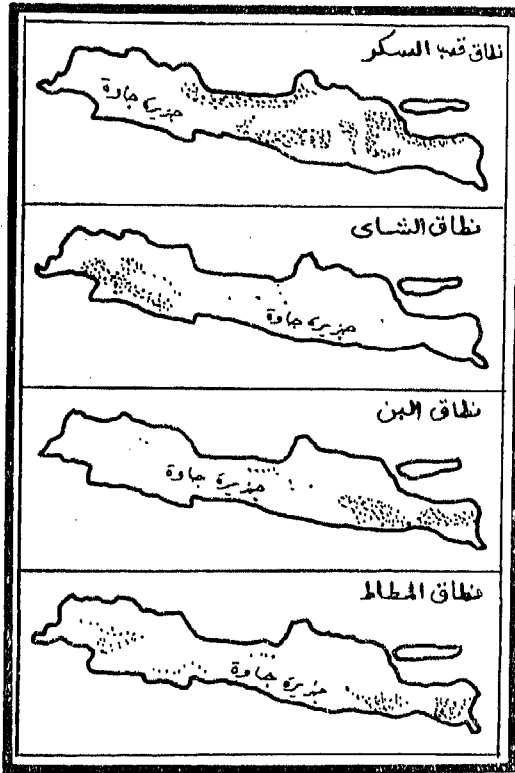 نطاق قصب السكر
جزيرة جاوة
نطاق الشاى
جزيرة جاوة
نطاق البن
جزيرة جاوة
نطاق المطاط
جزيرة جاوة